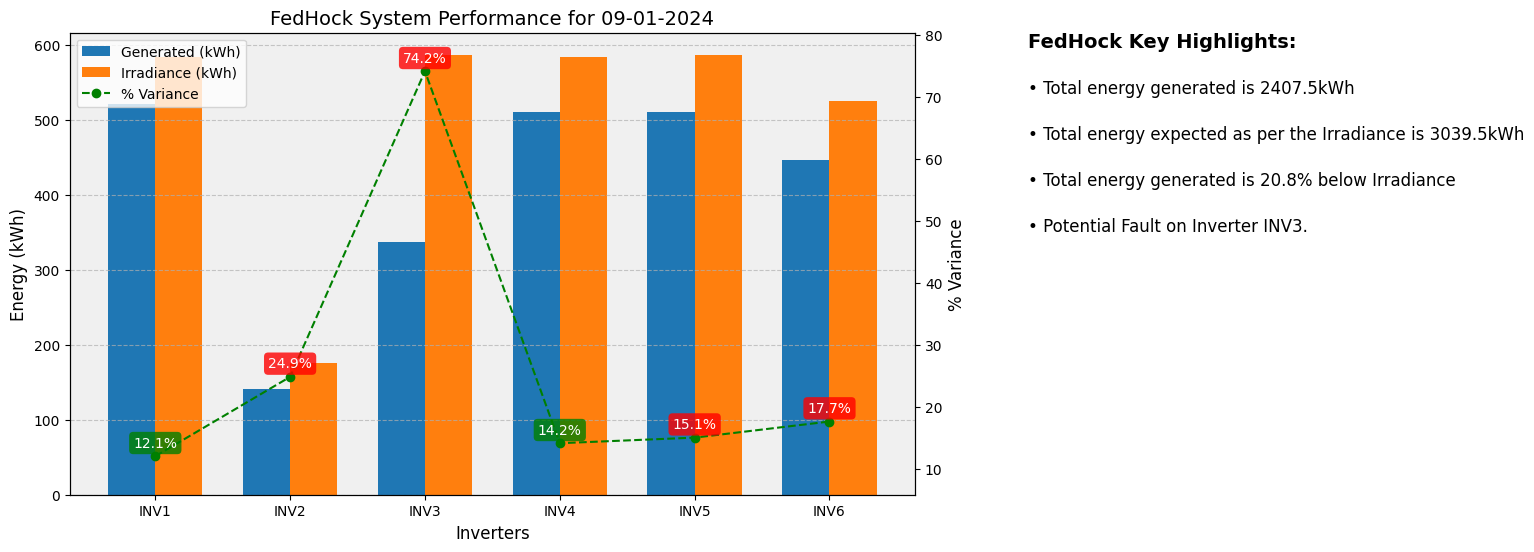 FedHock System Performance for 09-01-2024
Generated (kWh)
Irradiance (kWh)
% Variance
Energy (kWh)
600
500
400
300
200
100
0
12.1%
24.9%
74.2%
14.2%
15.1%
17.7%
80
70
60
50
40
30
20
10
% Variance
INV1 INV2 INV3 INV4 INV5 INV6
Inverters
FedHock Key Highlights:
• Total energy generated is 2407.5kWh
• Total energy expected as per the Irradiance is 3039.5kWh
• Total energy generated is 20.8% below Irradiance
• Potential Fault on Inverter INV3.